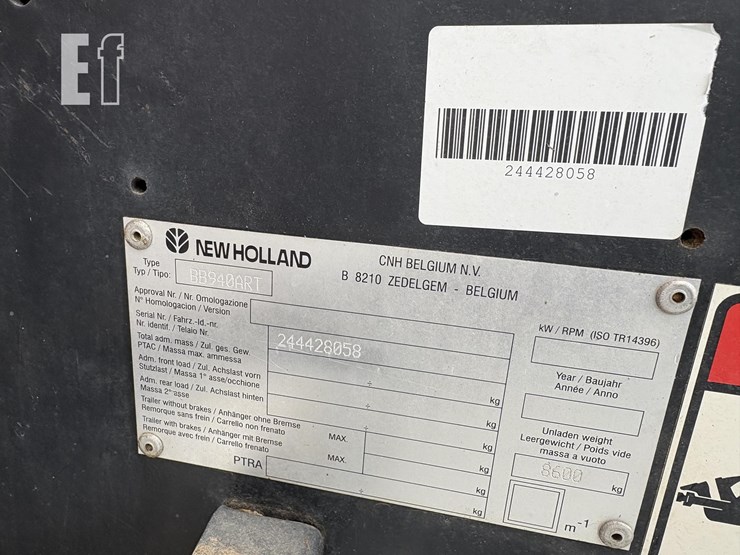 Ef
244428058
NEW HOLLAND
CNH BELGIUM N.V.
B 8210 ZEDELGEM - BELGIUM
Type
Typ / Tipo: BB940ART
Approval Nr. / Nr. Omologazione
N° Homologacion / Version
Serial Nr. / Fahrz.-Id.-nr.
Nr. identif. / Telaio Nr. 244428058
Total adm. mass / Zul. ges. Gew
PTAC / Massa max. ammessa ÷ kg
Adm. front load / Zul. Achslast vorn
Stutzlast / Massa 1° asse/occhione ÷ kg
Adm. rear load / Zul. Achslast hinten
Massa 2° asse ÷ kg
Trailer without brakes / Anhänger ohne Bremse
Remorque sans frein / Carrello non frenato MAX. kg
Trailer with brakes / Anhänger mit Bremse
Remorque avec frein / Carrello frenato MAX. kg
PTRA ÷ kg
kW / RPM (ISO TR14396)
Year / Baujahr
Année / Anno
Unladen weight
Leergewicht / Poids vide
massa a vuoto
8600 kg
m-1